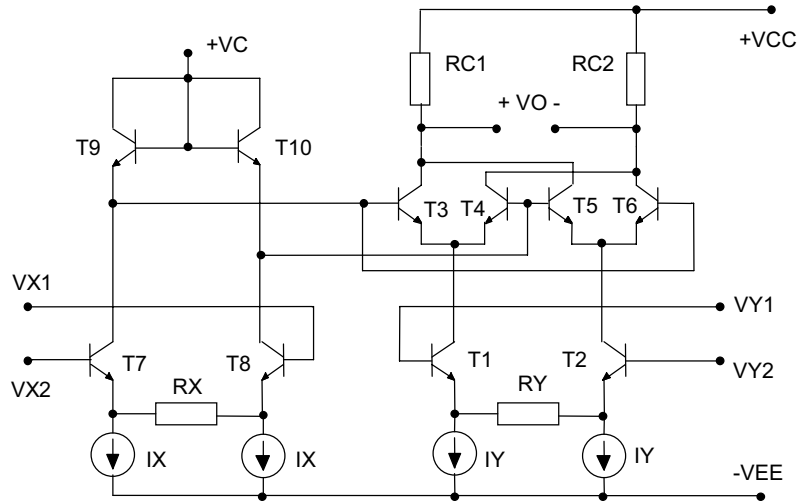 +VC
+VCC
RC1
RC2
+ VO -
T9
T10
T3
T4
T5
T6
VX1
VY1
T7
T8
T1
T2
VX2
VY2
RX
RY
IX
IX
IY
IY
-VEE